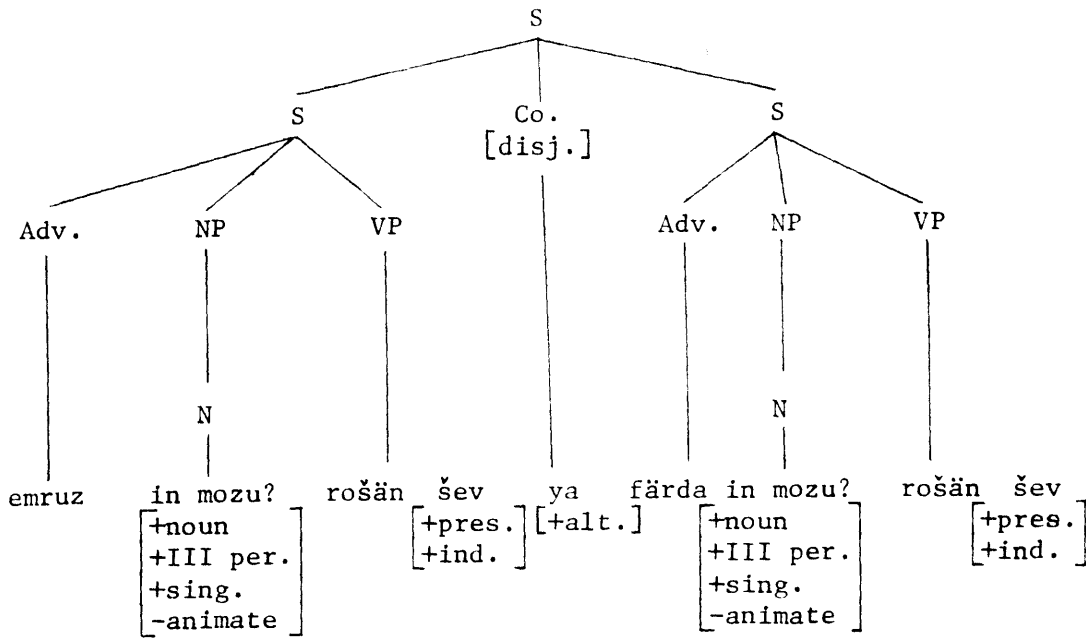 S
S Co. S
[disj.]
Adv. NP VP Adv. NP VP
N N
emruz in mozu? rošän šev ya färda in mozu? rošän šev
[+noun [+pres.] [+alt.] [+noun [+pres.]
+III per. +ind.] +III per. +ind.]
+sing. +sing.
-animate] -animate]